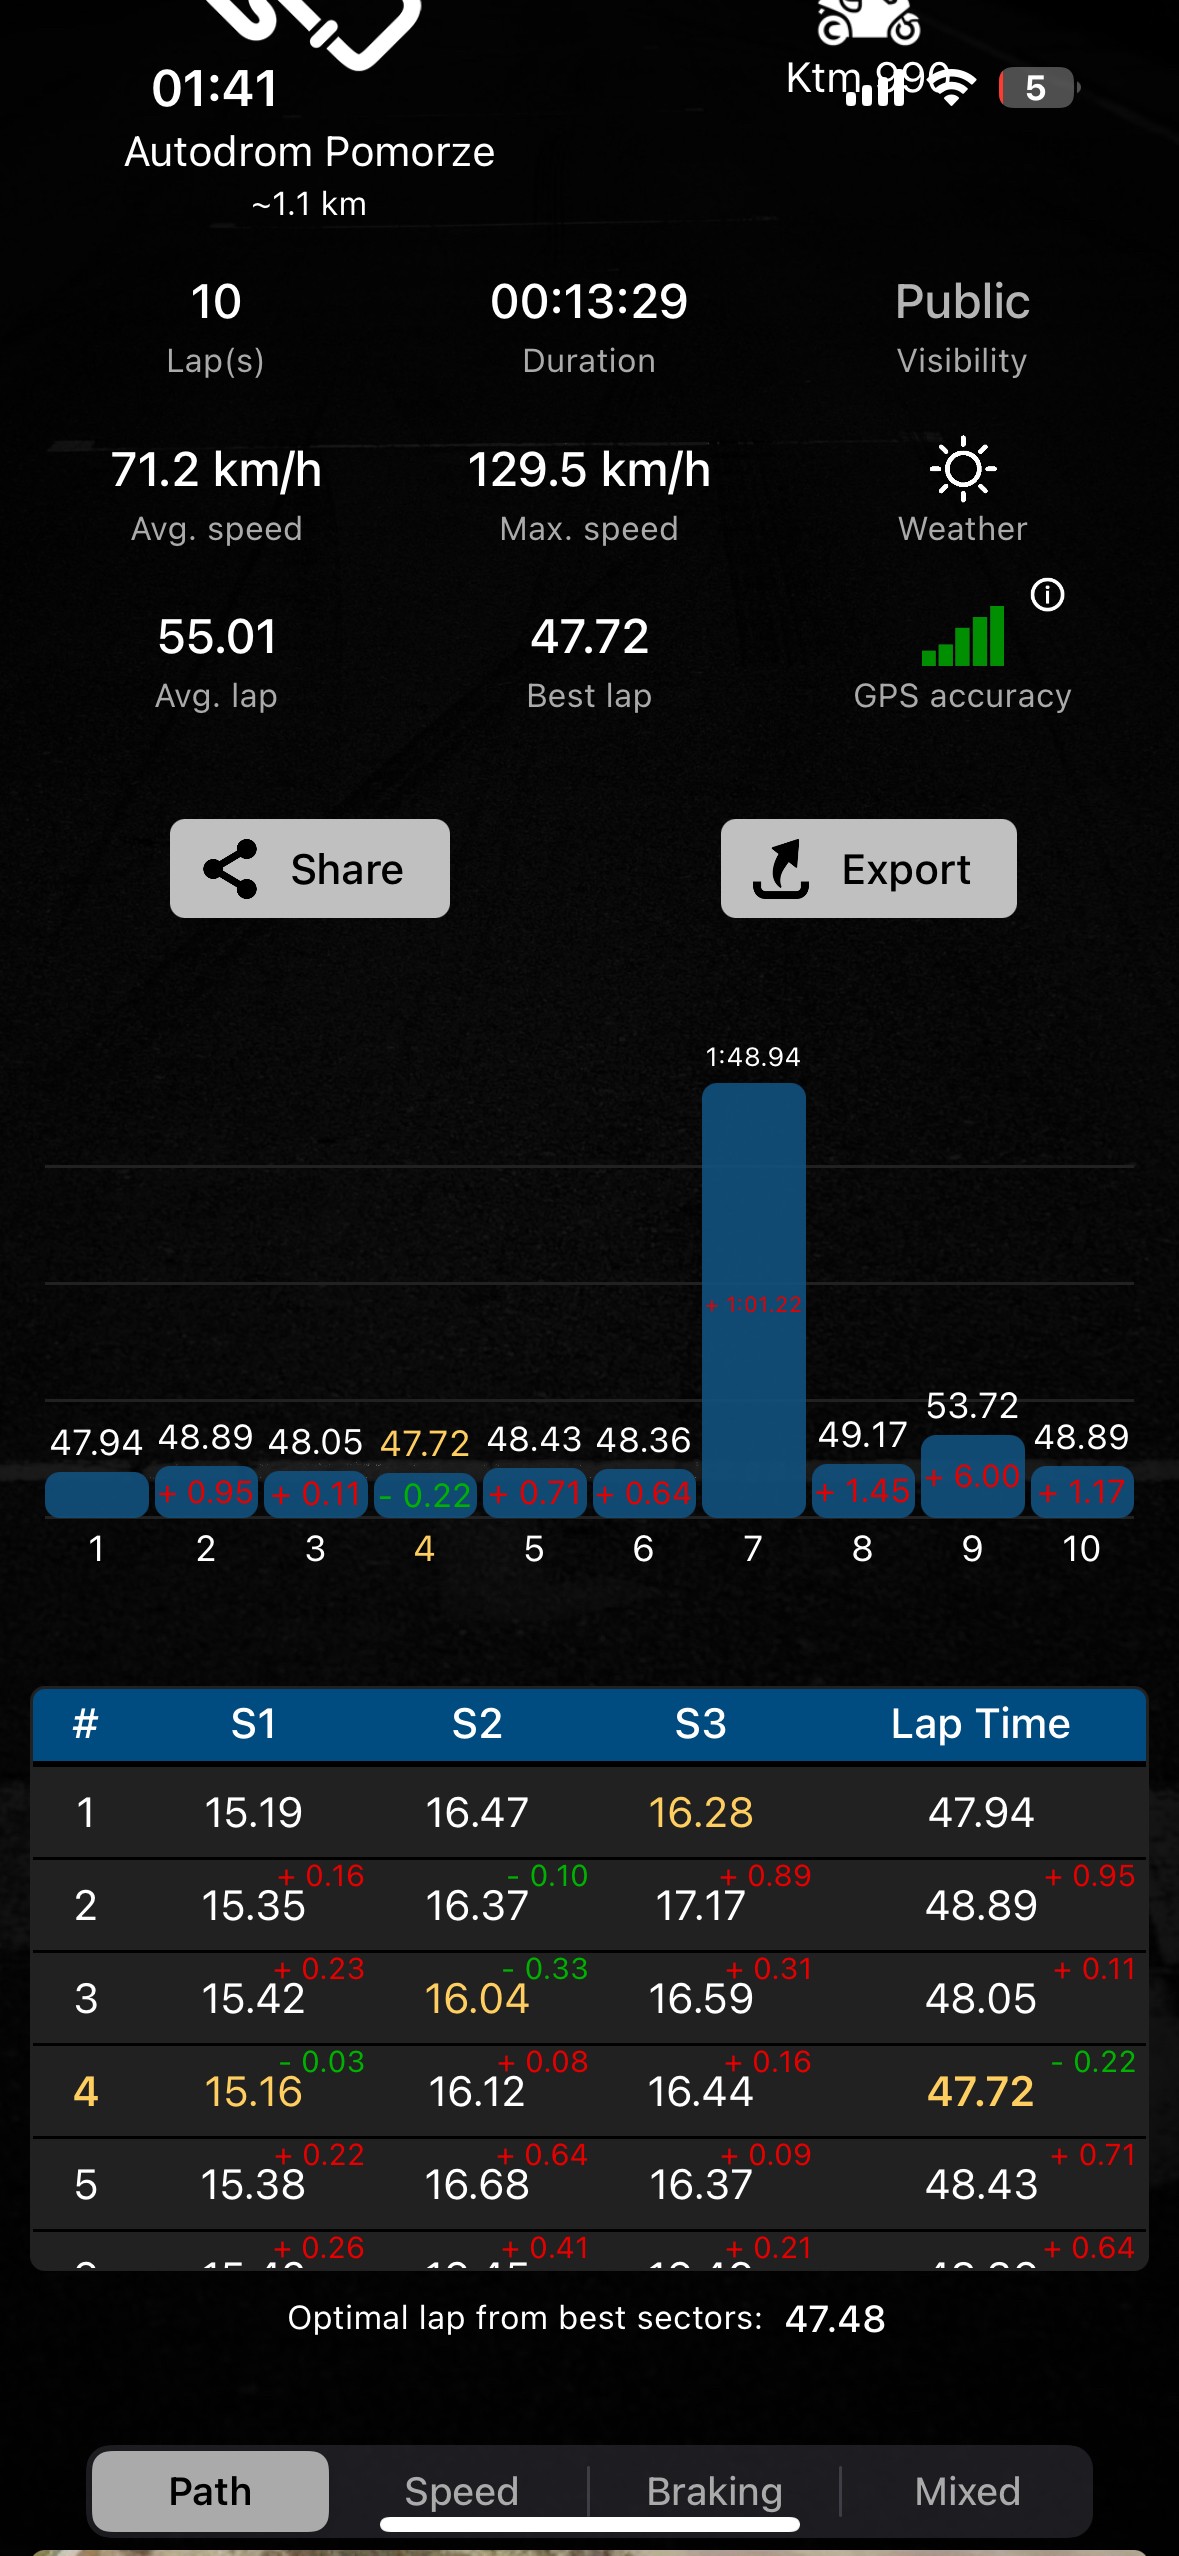 01:41
Ktm 990
5
Autodrom Pomorze
~1.1 km
10 00:13:29 Public
Lap(s) Duration Visibility
71.2 km/h 129.5 km/h
Avg. speed Max. speed Weather
55.01 47.72
Avg. lap Best lap GPS accuracy
Share Export
1:48.94
+ 1:01.22
47.94 48.89 48.05 47.72 48.43 48.36 49.17 53.72 48.89
+ 0.95 + 0.11 - 0.22 + 0.71 + 0.64 + 1.45 + 6.00 + 1.17
1 2 3 4 5 6 7 8 9 10
# S1 S2 S3 Lap Time
1 15.19 16.47 16.28 47.94
+ 0.16 - 0.10 + 0.89 + 0.95
2 15.35 16.37 17.17 48.89
+ 0.23 - 0.33 + 0.31 + 0.11
3 15.42 16.04 16.59 48.05
- 0.03 + 0.08 + 0.16 - 0.22
4 15.16 16.12 16.44 47.72
+ 0.22 + 0.64 + 0.09 + 0.71
5 15.38 16.68 16.37 48.43
+ 0.26 + 0.41 + 0.21 + 0.64
Optimal lap from best sectors: 47.48
Path Speed Braking Mixed